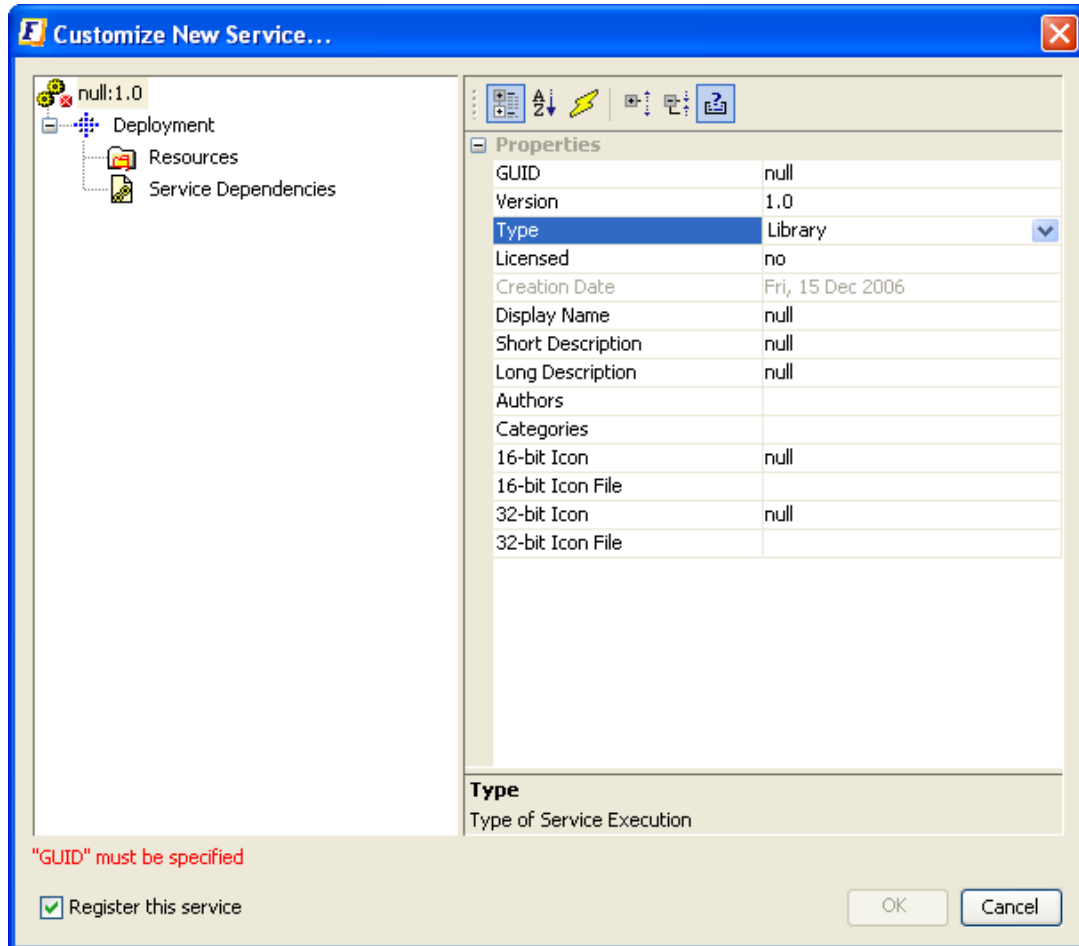 Customize New Service...
null:1.0
Deployment
Resources
Service Dependencies
Properties
GUID null
Version 1.0
Type Library
Licensed no
Creation Date Fri, 15 Dec 2006
Display Name null
Short Description null
Long Description null
Authors
Categories
16-bit Icon null
16-bit Icon File
32-bit Icon null
32-bit Icon File
Type
Type of Service Execution
"GUID" must be specified
Register this service
OK Cancel